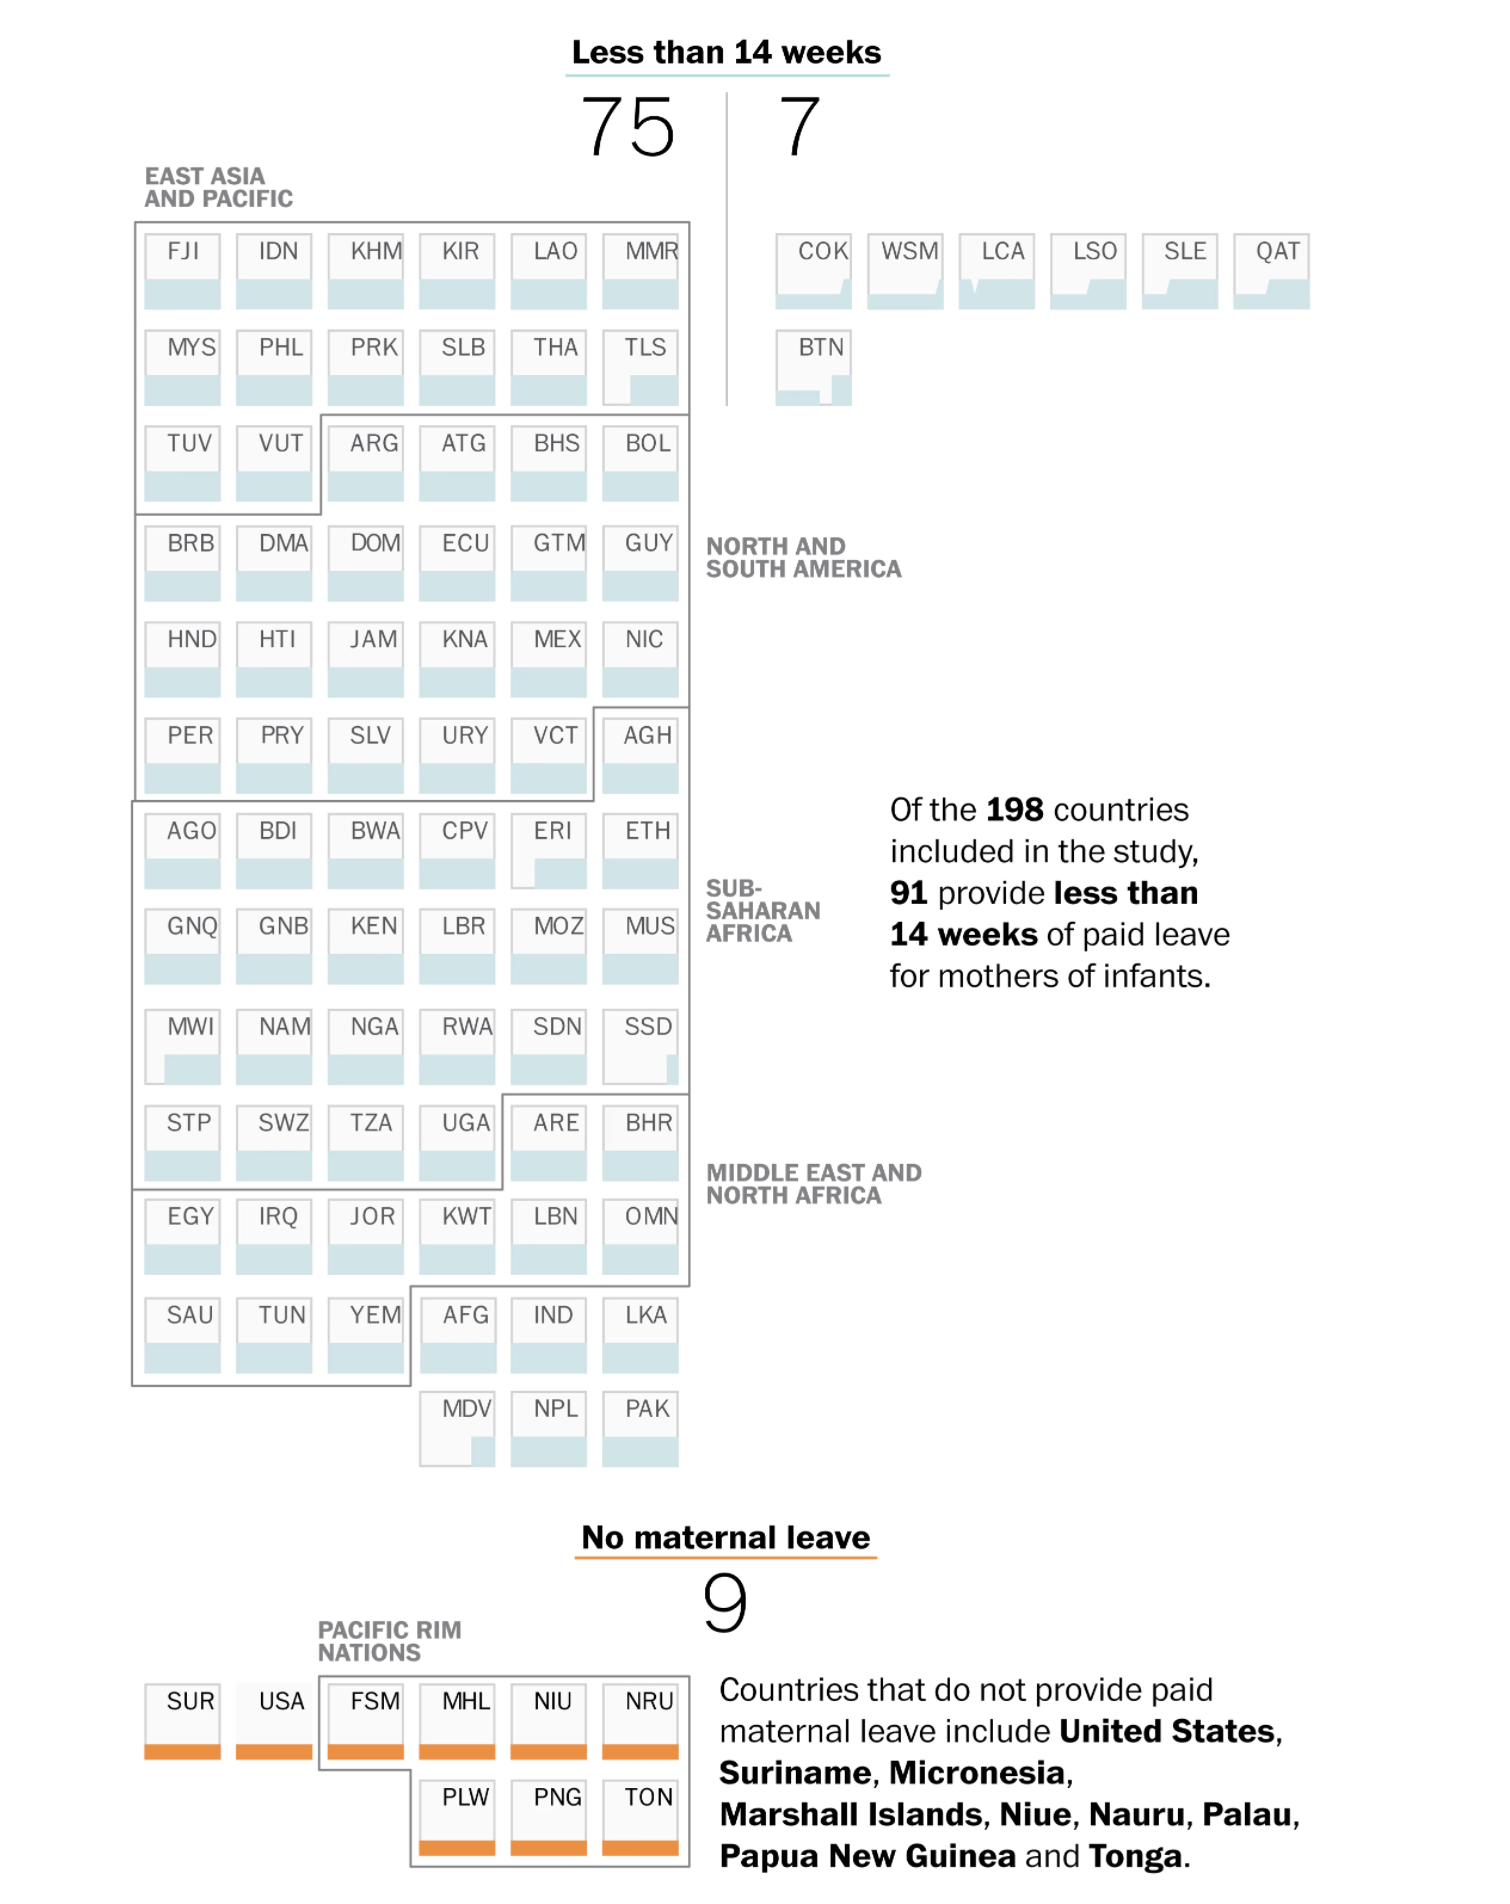 Less than 14 weeks
75
7
EAST ASIA
AND PACIFIC
FJI IDN KHM KIR LAO MMR
COK WSM LCA LSO SLE QAT
MYS PHL PRK SLB THA TLS
BTN
TUV VUT ARG ATG BHS BOL
NORTH AND
SOUTH AMERICA
BRB DMA DOM ECU GTM GUY
HND HTI JAM KNA MEX NIC
PER PRY SLV URY VCT AGH
Of the 198 countries
included in the study,
91 provide less than
14 weeks of paid leave
for mothers of infants.
AGO BDI BWA CPV ERI ETH
SUB-
SAHARAN
AFRICA
GNQ GNB KEN LBR MOZ MUS
MWI NAM NGA RWA SDN SSD
STP SWZ TZA UGA ARE BHR
MIDDLE EAST AND
NORTH AFRICA
EGY IRQ JOR KWT LBN OMN
SAU TUN YEM AFG IND LKA
MDV NPL PAK
No maternal leave
9
PACIFIC RIM
NATIONS
SUR USA FSM MHL NIU NRU
PLW PNG TON
Countries that do not provide paid
maternal leave include United States,
Suriname, Micronesia,
Marshall Islands, Niue, Nauru, Palau,
Papua New Guinea and Tonga.